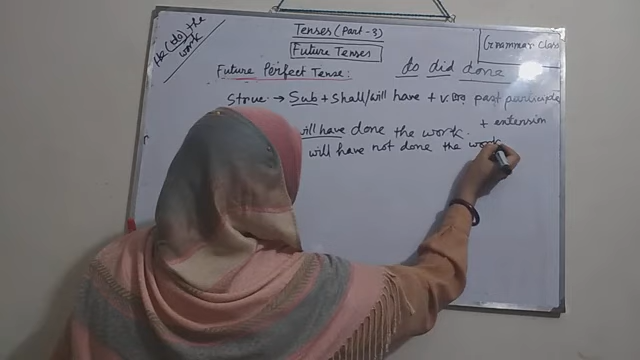 Tenses (Part - 3)
Future Tenses
Grammar Class
He (do) the
work
Future Perfect Tense:
do did done
Struc → Sub + Shall/will have + v. past participle
+ extension
will have done the work.
will have not done the work